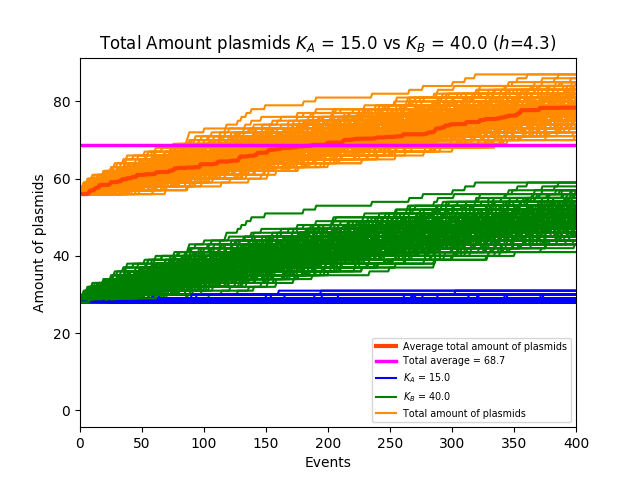 Total Amount plasmids K_A = 15.0 vs K_B = 40.0 (h=4.3)
Amount of plasmids
80
60
40
20
0
0 50 100 150 200 250 300 350 400
Events
Average total amount of plasmids
Total average = 68.7
K_A = 15.0
K_B = 40.0
Total amount of plasmids